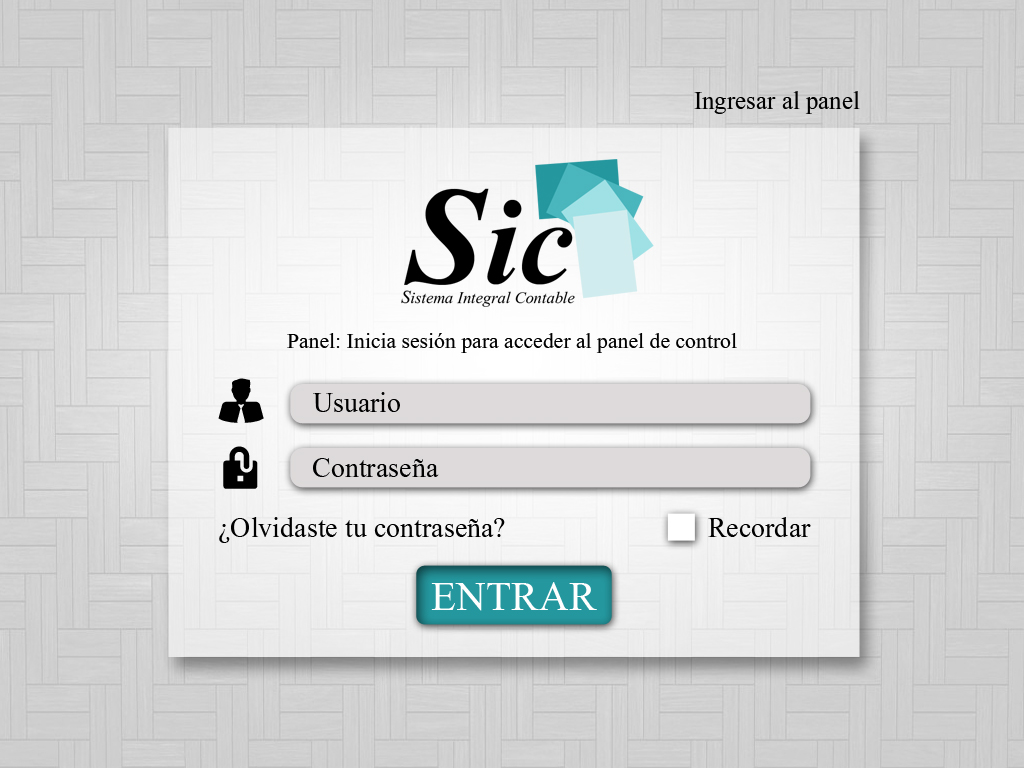 Ingresar al panel
Sic
Sistema Integral Contable
Panel: Inicia sesión para acceder al panel de control
Usuario
Contraseña
¿Olvidaste tu contraseña? Recordar
ENTRAR